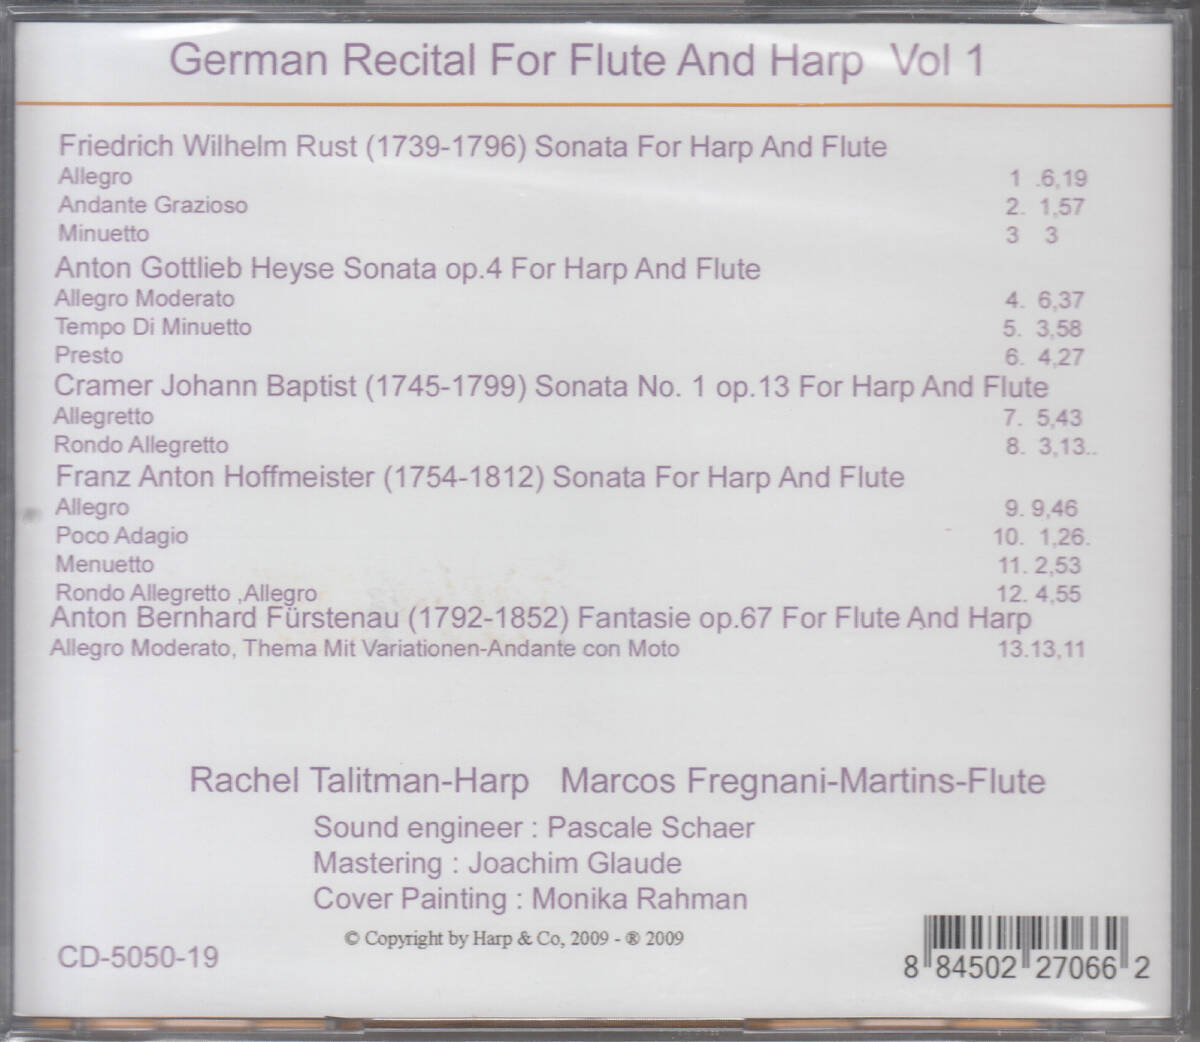 German Recital For Flute And Harp Vol 1
Friedrich Wilhelm Rust (1739-1796) Sonata For Harp And Flute
Allegro 1 .6,19
Andante Grazioso 2. 1,57
Minuetto 3 3
Anton Gottlieb Heyse Sonata op.4 For Harp And Flute
Allegro Moderato 4. 6,37
Tempo Di Minuetto 5. 3,58
Presto 6. 4,27
Cramer Johann Baptist (1745-1799) Sonata No. 1 op.13 For Harp And Flute
Allegretto 7. 5,43
Rondo Allegretto 8. 3,13..
Franz Anton Hoffmeister (1754-1812) Sonata For Harp And Flute
Allegro 9. 9,46
Poco Adagio 10. 1,26.
Menuetto 11. 2,53
Rondo Allegretto ,Allegro 12. 4,55
Anton Bernhard Fürstenau (1792-1852) Fantasie op.67 For Flute And Harp
Allegro Moderato, Thema Mit Variationen-Andante con Moto 13.13,11
Rachel Talitman-Harp Marcos Fregnani-Martins-Flute
Sound engineer : Pascale Schaer
Mastering : Joachim Glaude
Cover Painting : Monika Rahman
© Copyright by Harp & Co, 2009 - ® 2009
CD-5050-19
8 84502 27066 2